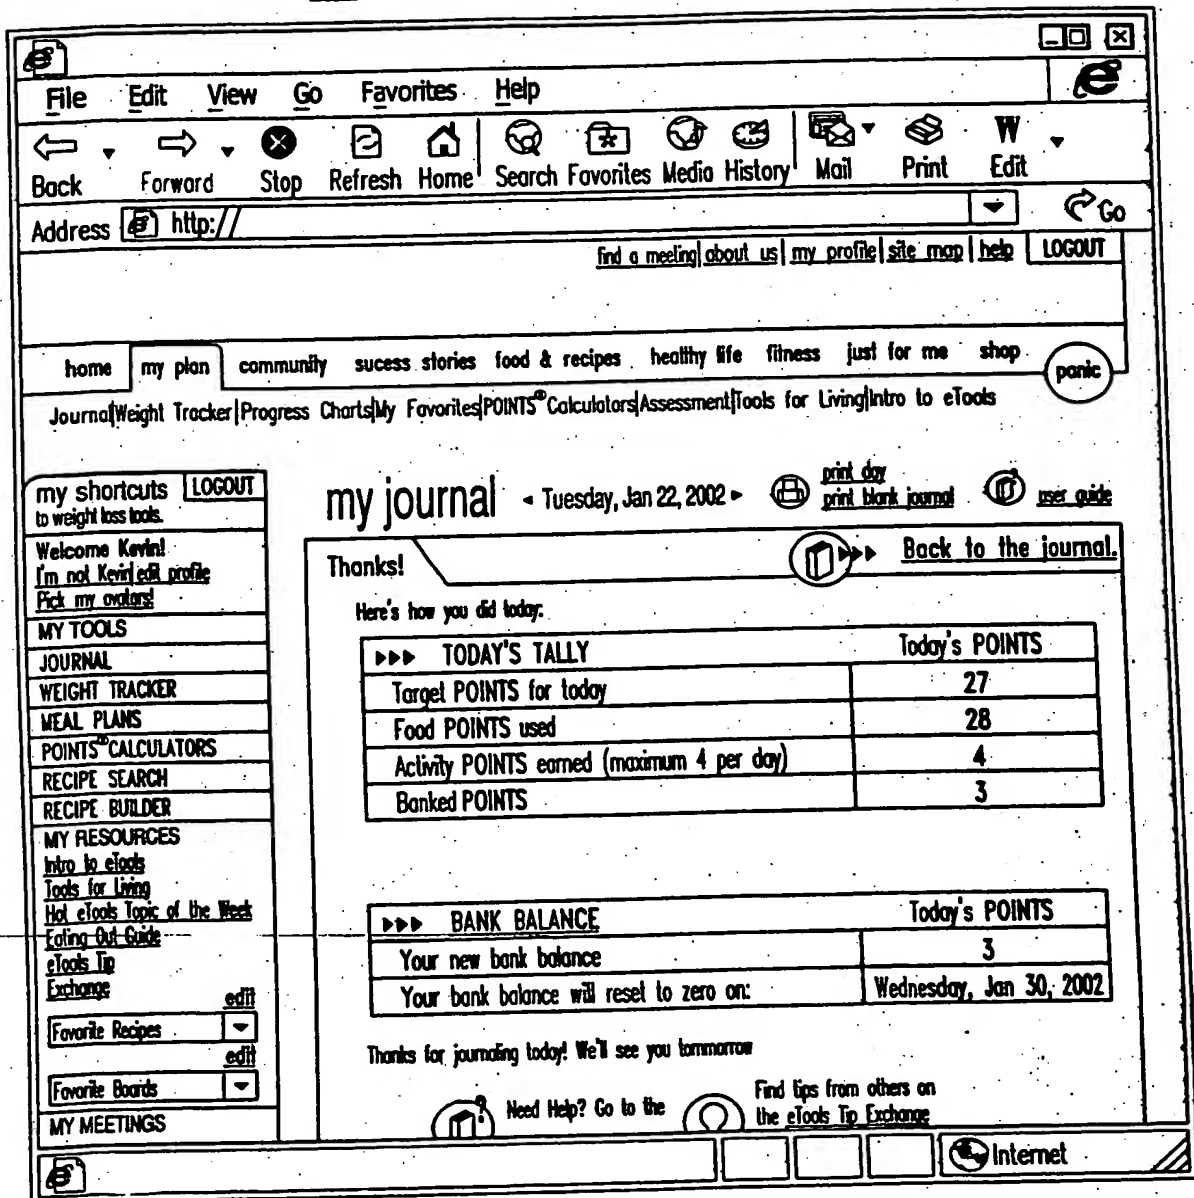 File Edit View Go Favorites Help
Back Forward Stop Refresh Home Search Favorites Media History Mail Print Edit
Address http:// Go
find a meeting|about us|my profile|site map|help LOGOUT
home my plan community sucess stories food & recipes healthy life fitness just for me shop panic
Journal|Weight Tracker|Progress Charts|My Favorites|POINTS® Calculators|Assessment|Tools for Living|Intro to eTools
my shortcuts LOGOUT
to weight loss tools.
Welcome Kevin!
I'm not Kevin|edit profile
Pick my avatars!
MY TOOLS
JOURNAL
WEIGHT TRACKER
MEAL PLANS
POINTS® CALCULATORS
RECIPE SEARCH
RECIPE BUILDER
MY RESOURCES
Intro to eTools
Tools for Living
Hot eTools Topic of the Week
Eating Out Guide
eTools Tip
Exchange
edit
Favorite Recipes
edit
Favorite Boards
MY MEETINGS
my journal ◂ Tuesday, Jan 22, 2002 ▸
print day
print blank journal
user guide
Thanks!
Back to the journal.
Here's how you did today:
TODAY'S TALLY Today's POINTS
Target POINTS for today 27
Food POINTS used 28
Activity POINTS earned (maximum 4 per day) 4
Banked POINTS 3
BANK BALANCE Today's POINTS
Your new bank balance 3
Your bank balance will reset to zero on: Wednesday, Jan 30, 2002
Thanks for journaling today! We'll see you tommorrow
Need Help? Go to the
Find tips from others on
the eTools Tip Exchange
Internet